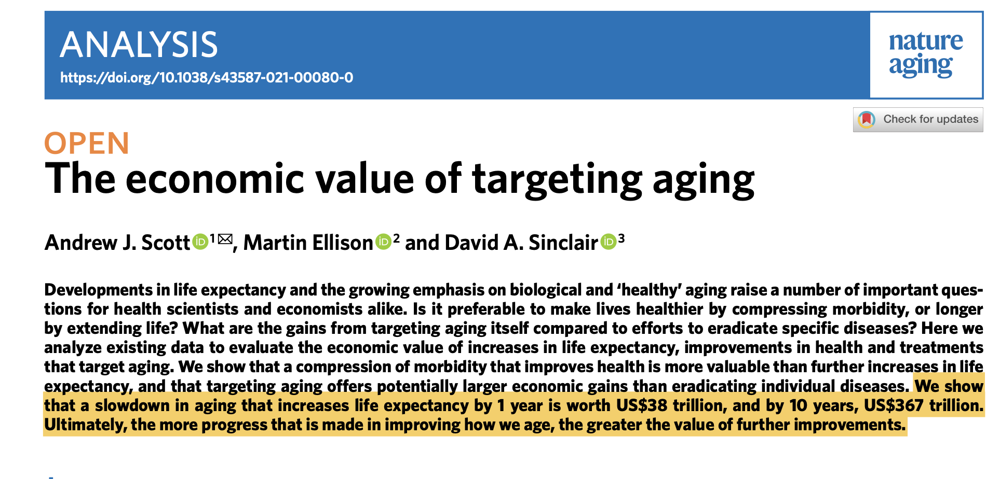 ANALYSIS
https://doi.org/10.1038/s43587-021-00080-0
nature
aging
Check for updates
OPEN
The economic value of targeting aging
Andrew J. Scott iD 1, Martin Ellison iD 2 and David A. Sinclair iD 3
Developments in life expectancy and the growing emphasis on biological and ‘healthy’ aging raise a number of important ques-
tions for health scientists and economists alike. Is it preferable to make lives healthier by compressing morbidity, or longer
by extending life? What are the gains from targeting aging itself compared to efforts to eradicate specific diseases? Here we
analyze existing data to evaluate the economic value of increases in life expectancy, improvements in health and treatments
that target aging. We show that a compression of morbidity that improves health is more valuable than further increases in life
expectancy, and that targeting aging offers potentially larger economic gains than eradicating individual diseases. We show
that a slowdown in aging that increases life expectancy by 1 year is worth US$38 trillion, and by 10 years, US$367 trillion.
Ultimately, the more progress that is made in improving how we age, the greater the value of further improvements.